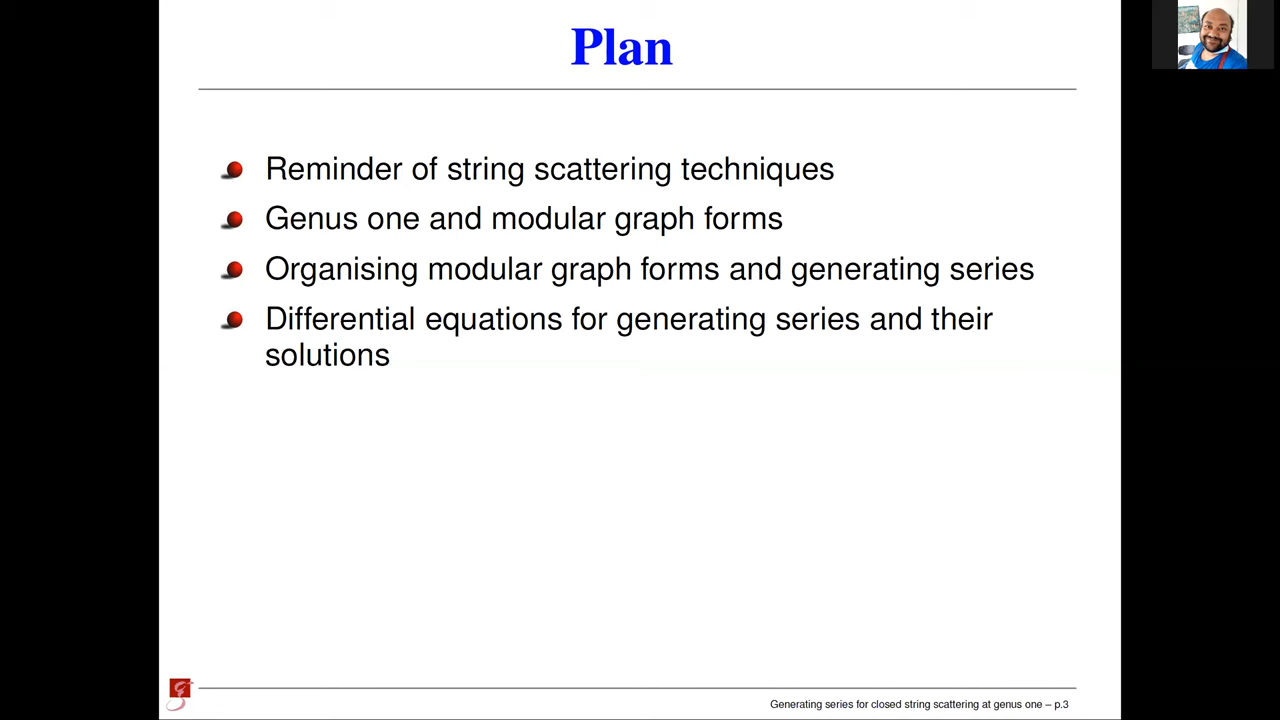 Plan
Reminder of string scattering techniques
Genus one and modular graph forms
Organising modular graph forms and generating series
Differential equations for generating series and their
solutions
Generating series for closed string scattering at genus one – p.3